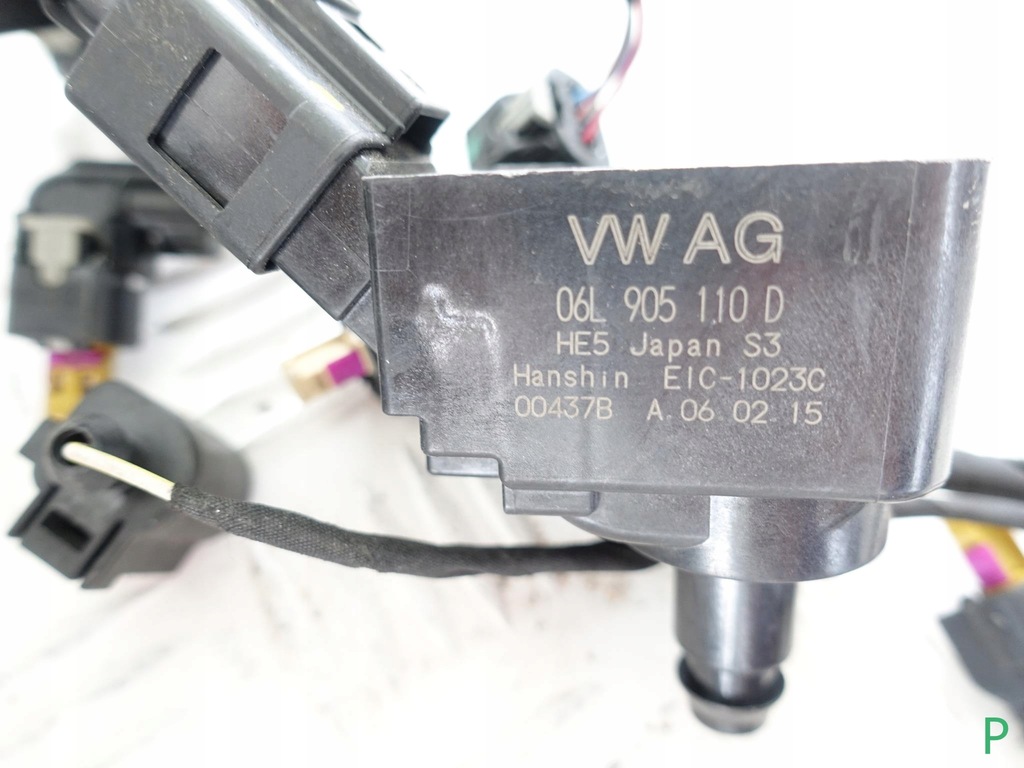 VW AG
06L 905 110 D
HE5 Japan S3
Hanshin EIC-1023C
00437B A.06 02 15
P